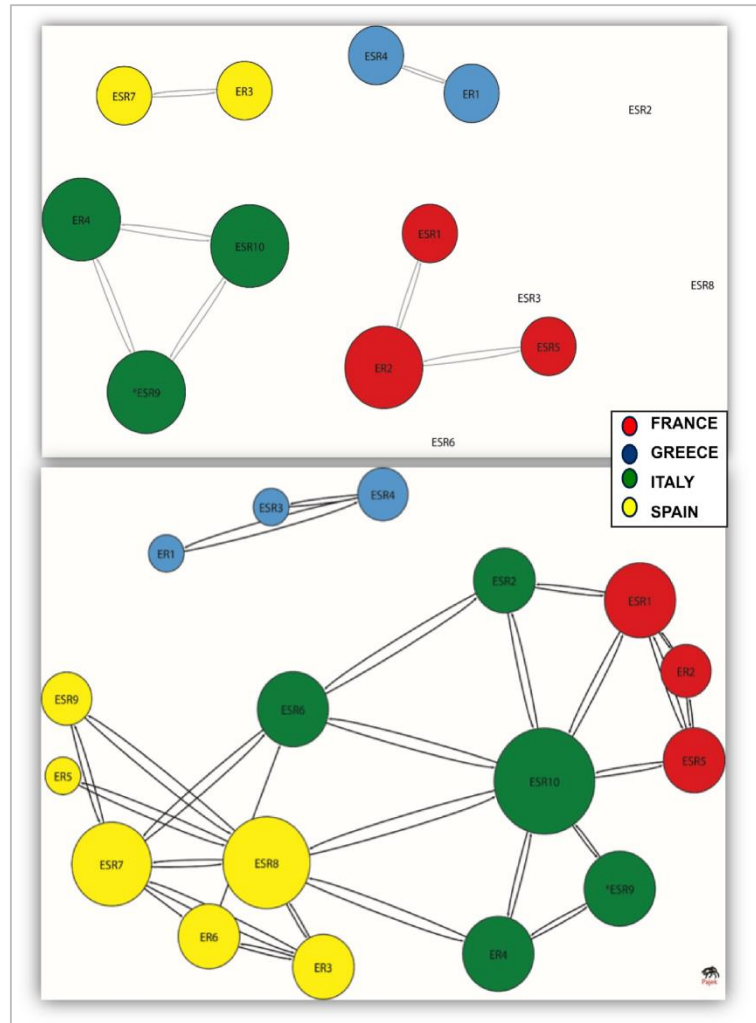 ESR4
ESR7
ER3
ER1
ESR2
ER4
ESR10
ESR1
ESR8
ESR3
ER2
ESR5
*ESR9
ESR6
FRANCE
GREECE
ITALY
SPAIN
ESR4
ESR3
ER1
ESR2
ESR1
ER2
ESR9
ESR6
ESR5
ER5
ESR10
ESR7
ESR8
*ESR9
ER6
ER4
ER3
Pajek